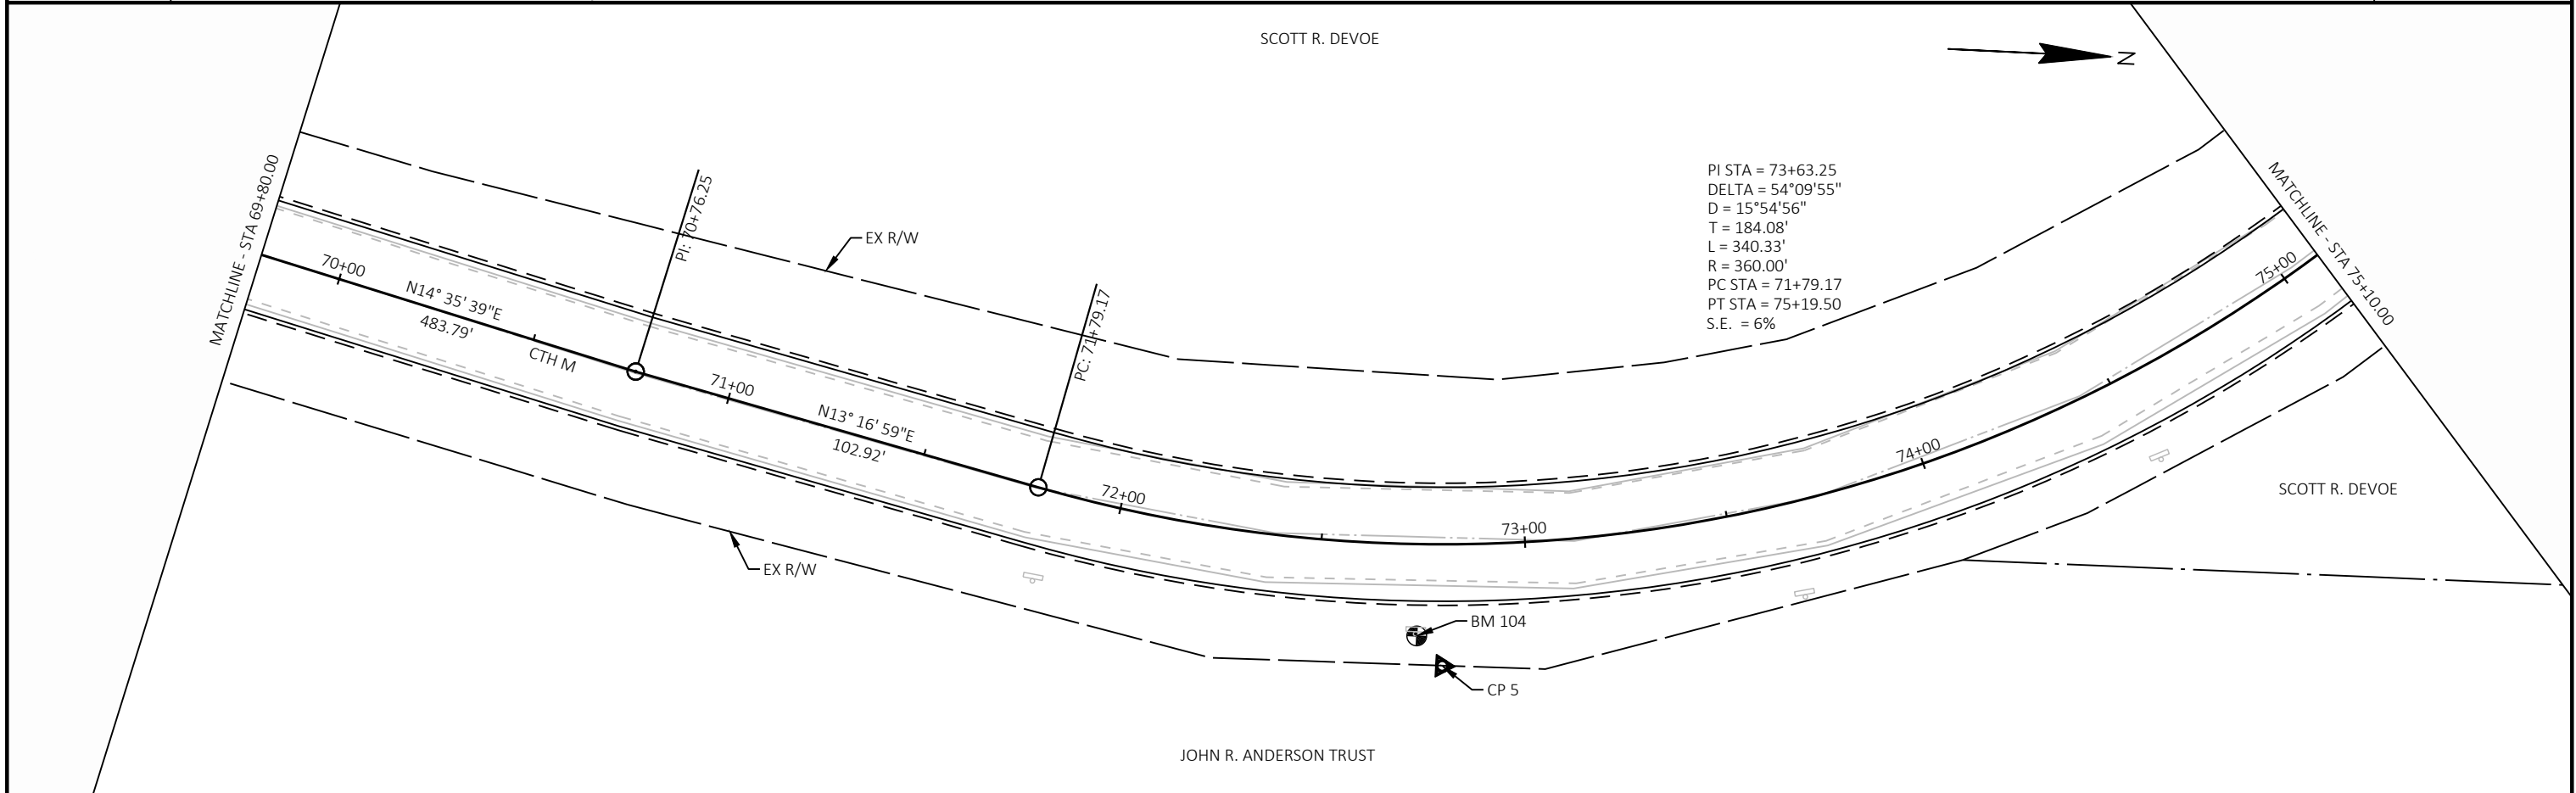 SCOTT R. DEVOE
N
MATCHLINE - STA 69+80.00
70+00
N14° 35' 39"E
483.79'
CTH M
PI: 70+76.25
EX R/W
71+00
N13° 16' 59"E
102.92'
PC: 71+79.17
72+00
EX R/W
73+00
PI STA = 73+63.25
DELTA = 54°09'55"
D = 15°54'56"
T = 184.08'
L = 340.33'
R = 360.00'
PC STA = 71+79.17
PT STA = 75+19.50
S.E. = 6%
74+00
75+00
MATCHLINE - STA 75+10.00
SCOTT R. DEVOE
BM 104
CP 5
JOHN R. ANDERSON TRUST